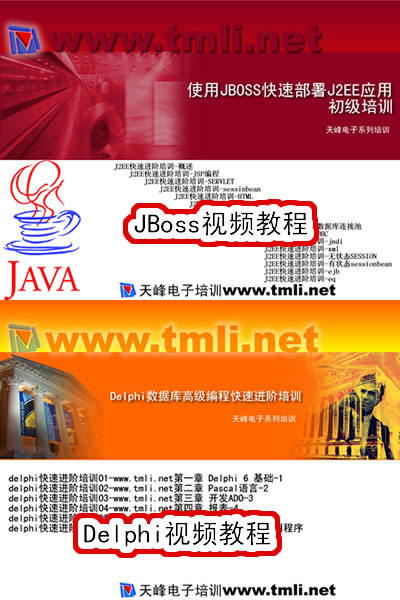 www.tmli.net
使用JBOSS快速部署J2EE应用
初级培训
天峰电子系列培训
J2EE快速进阶培训-概述
J2EE快速进阶培训-JSP编程
J2EE快速进阶培训-SERVLET
J2EE快速进阶培训-sessinbean
J2EE快速进阶培训-HTML
JBoss视频教程
数据库连接池
-jndi
J2EE快速进阶培训-xml
J2EE快速进阶培训-无状态SESSION
J2EE快速进阶培训-有状态sessionbean
J2EE快速进阶培训-ejb
J2EE快速进阶培训-eq
JAVA
天峰电子培训www.tmli.net
www.tmli.net
Delphi数据库高级编程快速进阶培训
天峰电子系列培训
delphi快速进阶培训01-www.tmli.net第一章 Delphi 6 基础-1
delphi快速进阶培训02-www.tmli.net第二章 Pascal语言-2
delphi快速进阶培训03-www.tmli.net第三章 开发ADO-3
delphi快速进阶培训04-www.tmli.net第四章 报表-4
delphi快速进阶培训
delphi快速进阶培训
程序
Delphi视频教程
天峰电子培训www.tmli.net